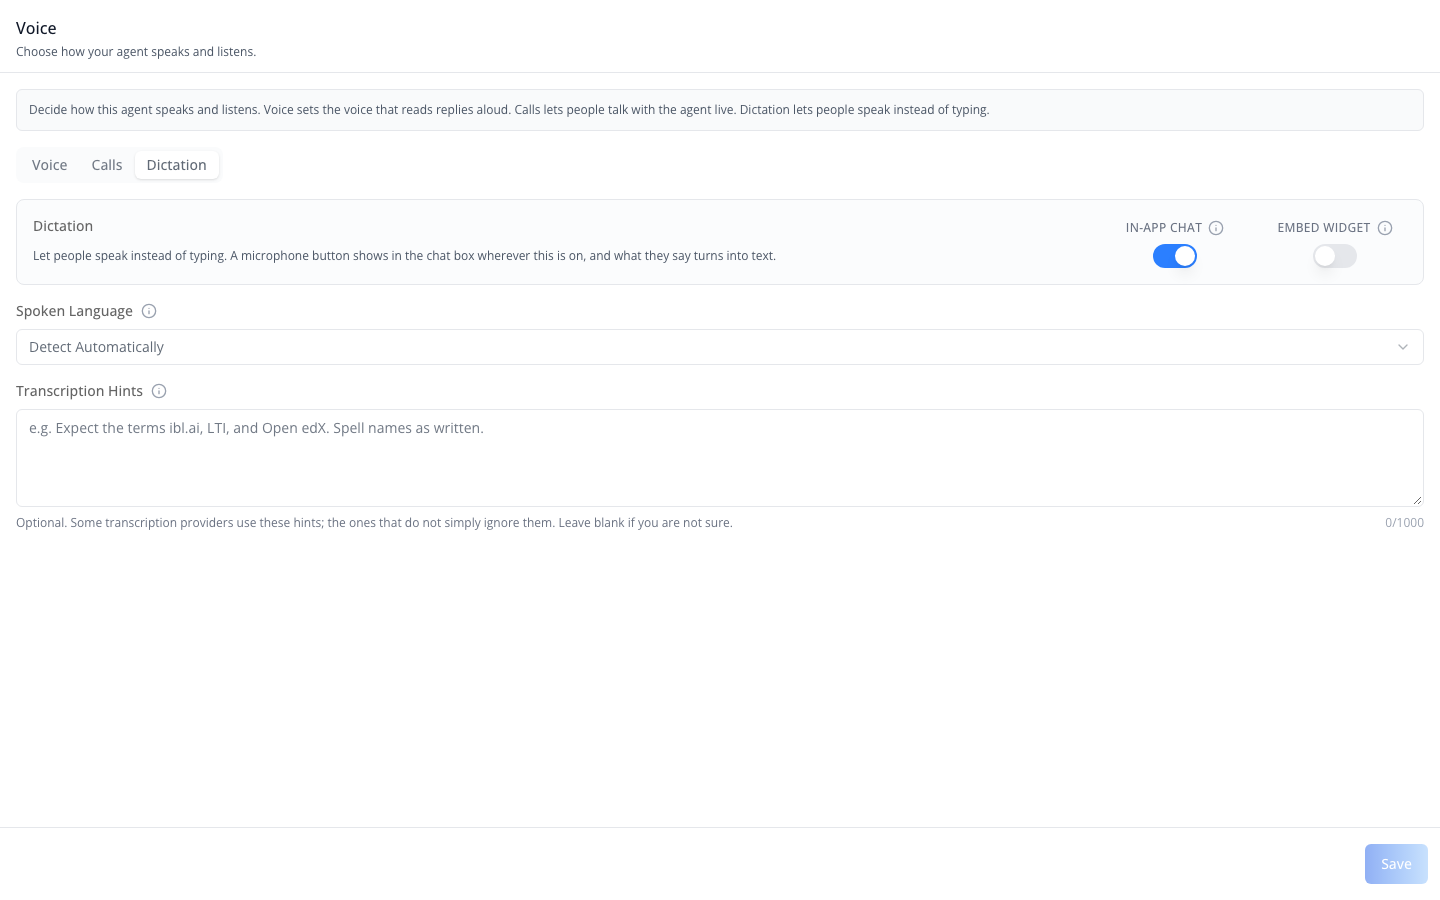 Voice
Choose how your agent speaks and listens.
Decide how this agent speaks and listens. Voice sets the voice that reads replies aloud. Calls lets people talk with the agent live. Dictation lets people speak instead of typing.
Voice Calls Dictation
Dictation
Let people speak instead of typing. A microphone button shows in the chat box wherever this is on, and what they say turns into text.
IN-APP CHAT EMBED WIDGET
Spoken Language
Detect Automatically
Transcription Hints
e.g. Expect the terms ibl.ai, LTI, and Open edX. Spell names as written.
Optional. Some transcription providers use these hints; the ones that do not simply ignore them. Leave blank if you are not sure. 0/1000
Save